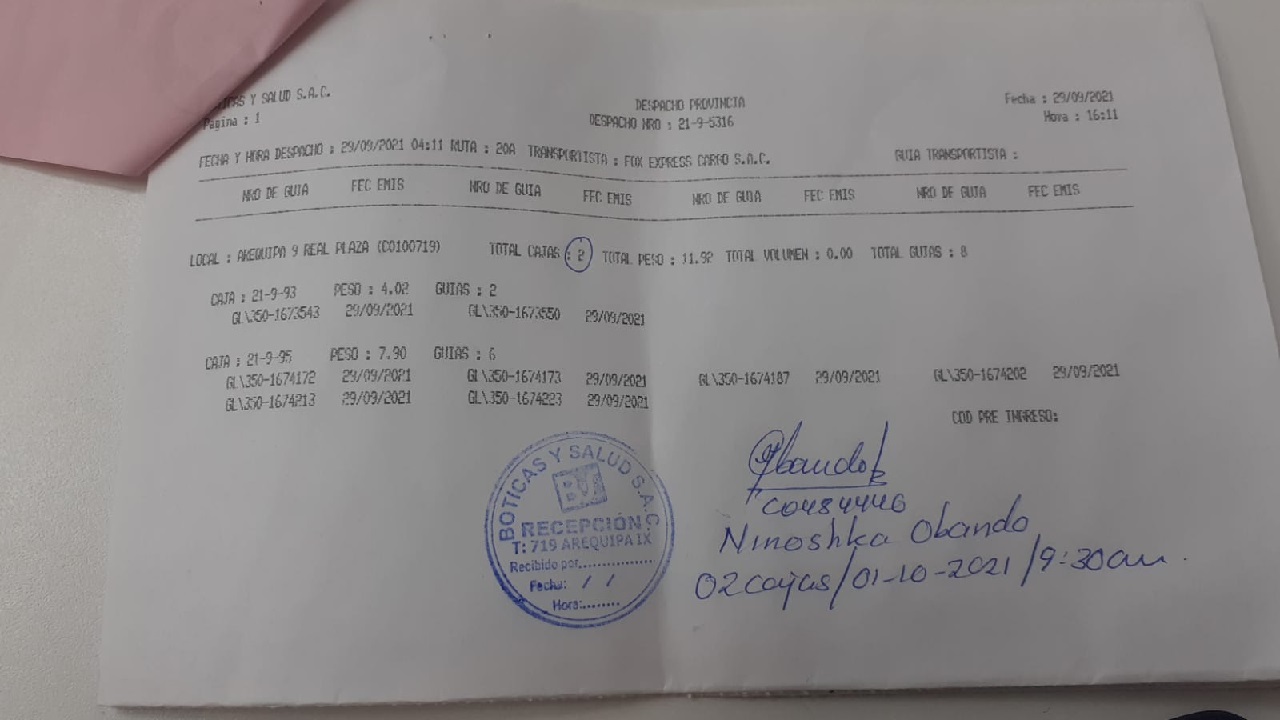 TICAS Y SALUD S.A.C.
Pagina : 1
DESPACHO PROVINCIA
DESPACHO NRO : 21-9-5316
Fecha : 29/09/2021
Hora : 16:11
FECHA Y HORA DESPACHO : 29/09/2021 04:11 RUTA : 20A TRANSPORTISTA : FOX EXPRESS CARGO S.A.C. GUIA TRANSPORTISTA :
NRO DE GUIA FEC EMIS NRO DE GUIA FEC EMIS NRO DE GUIA FEC EMIS NRO DE GUIA FEC EMIS
LOCAL : AREQUIPA 9 REAL PLAZA (CO100719) TOTAL CAJAS : 2 TOTAL PESO : 11.92 TOTAL VOLUMEN : 0.00 TOTAL GUIAS : 8
CAJA : 21-9-93 PESO : 4.02 GUIAS : 2
GL\350-1673543 29/09/2021 GL\350-1673550 29/09/2021
CAJA : 21-9-95 PESO : 7.90 GUIAS : 6
GL\350-1674172 29/09/2021 GL\350-1674173 29/09/2021 GL\350-1674187 29/09/2021 GL\350-1674202 29/09/2021
GL\350-1674213 29/09/2021 GL\350-1674223 29/09/2021
COD PRE INGRESO:
BOTICAS Y SALUD S.A.C.
RECEPCIÓN
T: 719 AREQUIPA IX
Recibido por................
Fecha: / /
Hora:........
Obando
C0484446
Ninoshka Obando
02cajas/01-10-2021/9:30am.